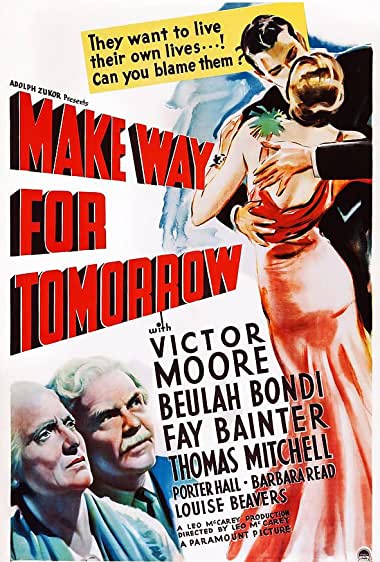 They want to live
their own lives...!
Can you blame them?
ADOLPH ZUKOR Presents
MAKE WAY
FOR
TOMORROW
with
VICTOR
MOORE
BEULAH BONDI
FAY BAINTER
THOMAS MITCHELL
PORTER HALL - BARBARA READ
LOUISE BEAVERS
A LEO McCAREY PRODUCTION
DIRECTED BY LEO McCAREY
A PARAMOUNT PICTURE